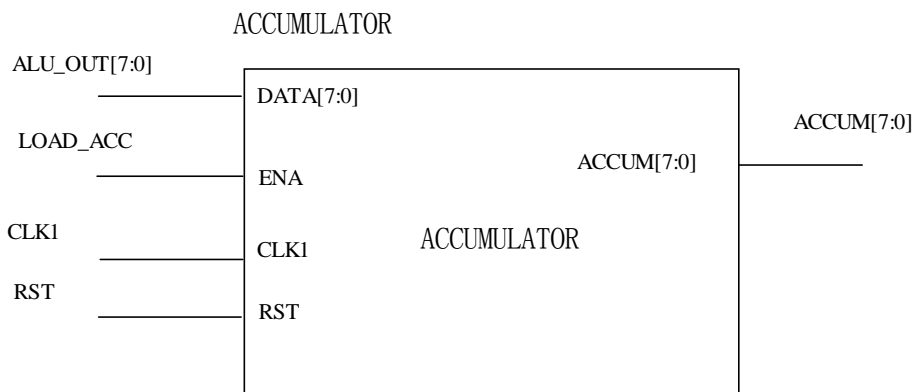 ACCUMULATOR
ALU_OUT[7:0]
DATA[7:0]
ACCUM[7:0]
LOAD_ACC
ACCUM[7:0]
ENA
CLK1
ACCUMULATOR
CLK1
RST
RST